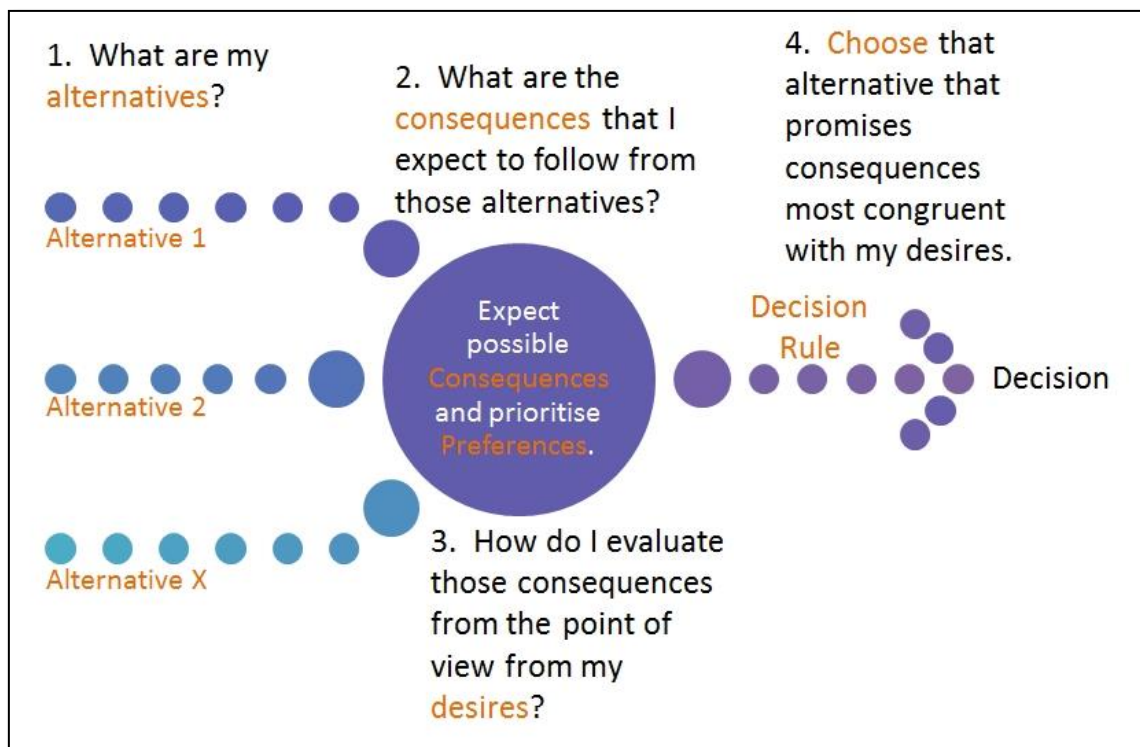 1. What are my
alternatives?
2. What are the
consequences that I
expect to follow from
those alternatives?
4. Choose that
alternative that
promises
consequences
most congruent
with my desires.
Alternative 1
Alternative 2
Alternative X
Expect
possible
Consequences
and prioritise
Preferences.
3. How do I evaluate
those consequences
from the point of
view from my
desires?
Decision
Rule
Decision